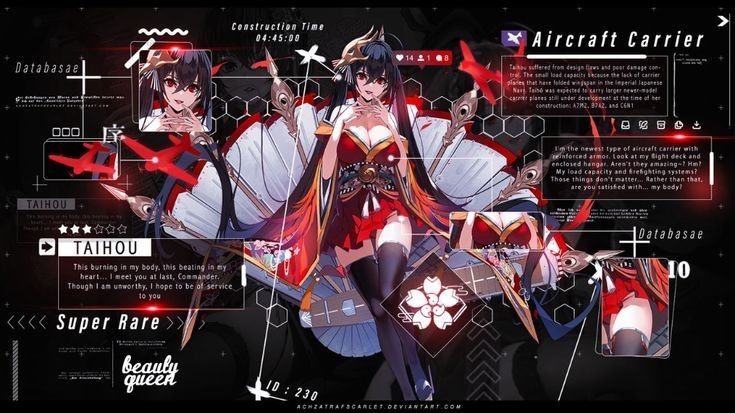 Construction Time
04:45:00
Databasae
14 1 8
Aircraft Carrier
Taihou suffered from design flaws and poor damage con-
trol. The small load capacity because the lack of carrier
planes that have folded wingspan in the Imperial Japanese
Navy. Taihō was expected to carry larger newer-model
carrier planes still under development at the time of her
construction: A7M2, B7A2, and C6N1
序
I'm the newest type of aircraft carrier with
reinforced armor. Look at my flight deck and
enclosed hangar. Aren't they amazing~? Hm?
My load capacity and firefighting systems?
Those things don't matter... Rather than that,
are you satisfied with... my body?
TAIHOU
TAIHOU
This burning in my body, this beating in my
heart... I meet you at last, Commander.
Though I am unworthy, I hope to be of service
to you
Databasae
10
Super Rare
beauty
queen
ID : 230
ACHZATRAFSCARLET.DEVIANTART.COM